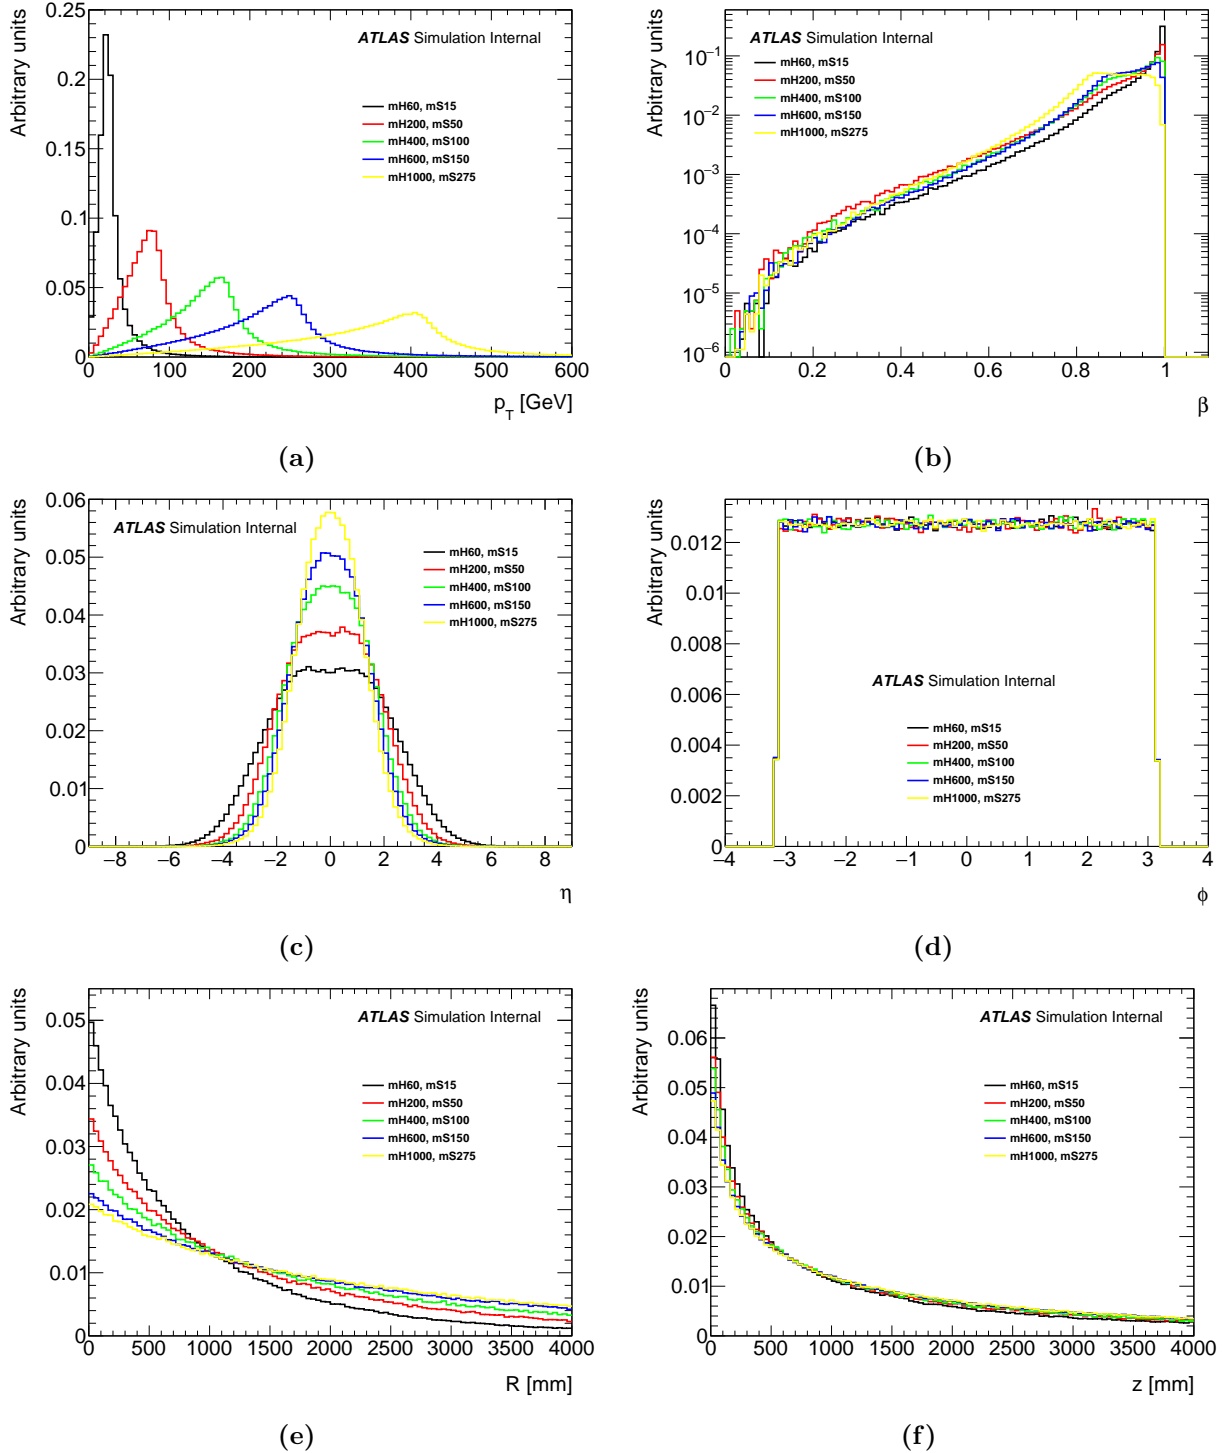 Arbitrary units
0.25
0.2
0.15
0.1
0.05
0
ATLAS Simulation Internal
mH60, mS15
mH200, mS50
mH400, mS100
mH600, mS150
mH1000, mS275
0 100 200 300 400 500 600
p_T [GeV]
(a)
Arbitrary units
10⁻¹
10⁻²
10⁻³
10⁻⁴
10⁻⁵
10⁻⁶
ATLAS Simulation Internal
mH60, mS15
mH200, mS50
mH400, mS100
mH600, mS150
mH1000, mS275
0 0.2 0.4 0.6 0.8 1
β
(b)
Arbitrary units
0.06
0.05
0.04
0.03
0.02
0.01
0
ATLAS Simulation Internal
mH60, mS15
mH200, mS50
mH400, mS100
mH600, mS150
mH1000, mS275
−8 −6 −4 −2 0 2 4 6 8
η
(c)
Arbitrary units
0.012
0.01
0.008
0.006
0.004
0.002
0
ATLAS Simulation Internal
mH60, mS15
mH200, mS50
mH400, mS100
mH600, mS150
mH1000, mS275
−4 −3 −2 −1 0 1 2 3 4
ϕ
(d)
Arbitrary units
0.05
0.04
0.03
0.02
0.01
0
ATLAS Simulation Internal
mH60, mS15
mH200, mS50
mH400, mS100
mH600, mS150
mH1000, mS275
0 500 1000 1500 2000 2500 3000 3500 4000
R [mm]
(e)
Arbitrary units
0.06
0.05
0.04
0.03
0.02
0.01
0
ATLAS Simulation Internal
mH60, mS15
mH200, mS50
mH400, mS100
mH600, mS150
mH1000, mS275
0 500 1000 1500 2000 2500 3000 3500 4000
z [mm]
(f)